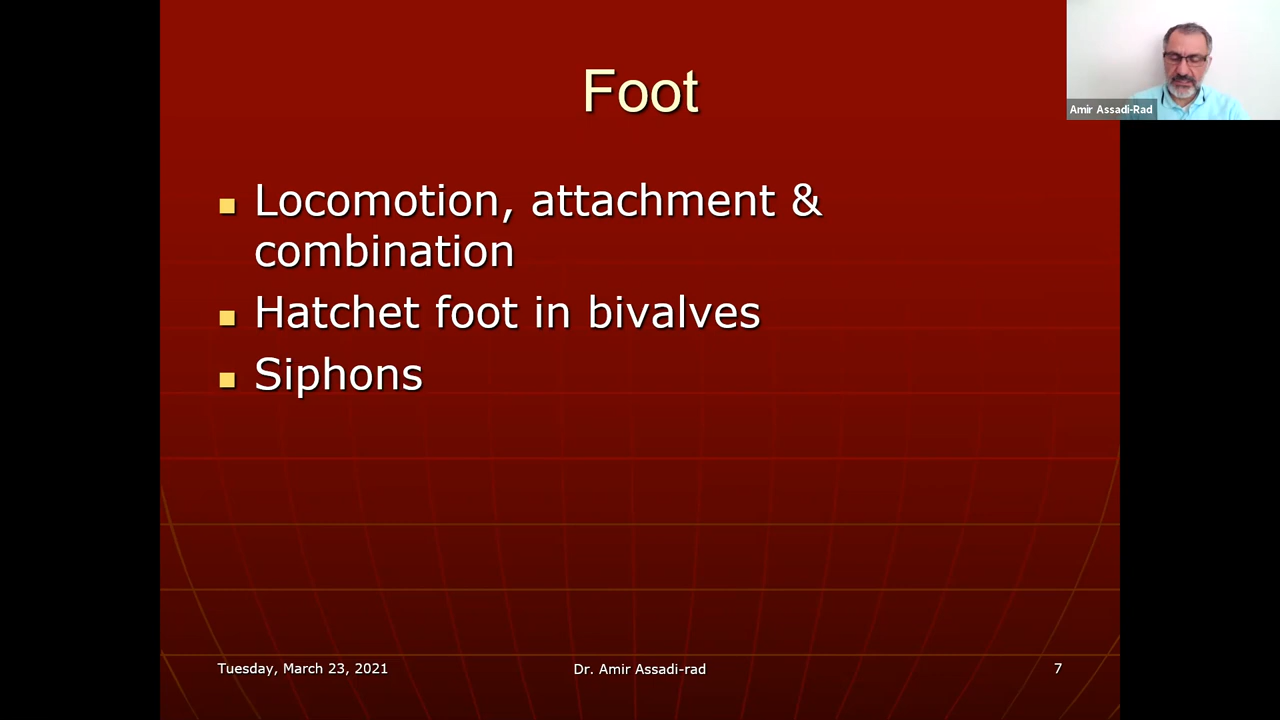 Foot
Amir Assadi-Rad
Locomotion, attachment &
combination
Hatchet foot in bivalves
Siphons
Tuesday, March 23, 2021
Dr. Amir Assadi-rad
7